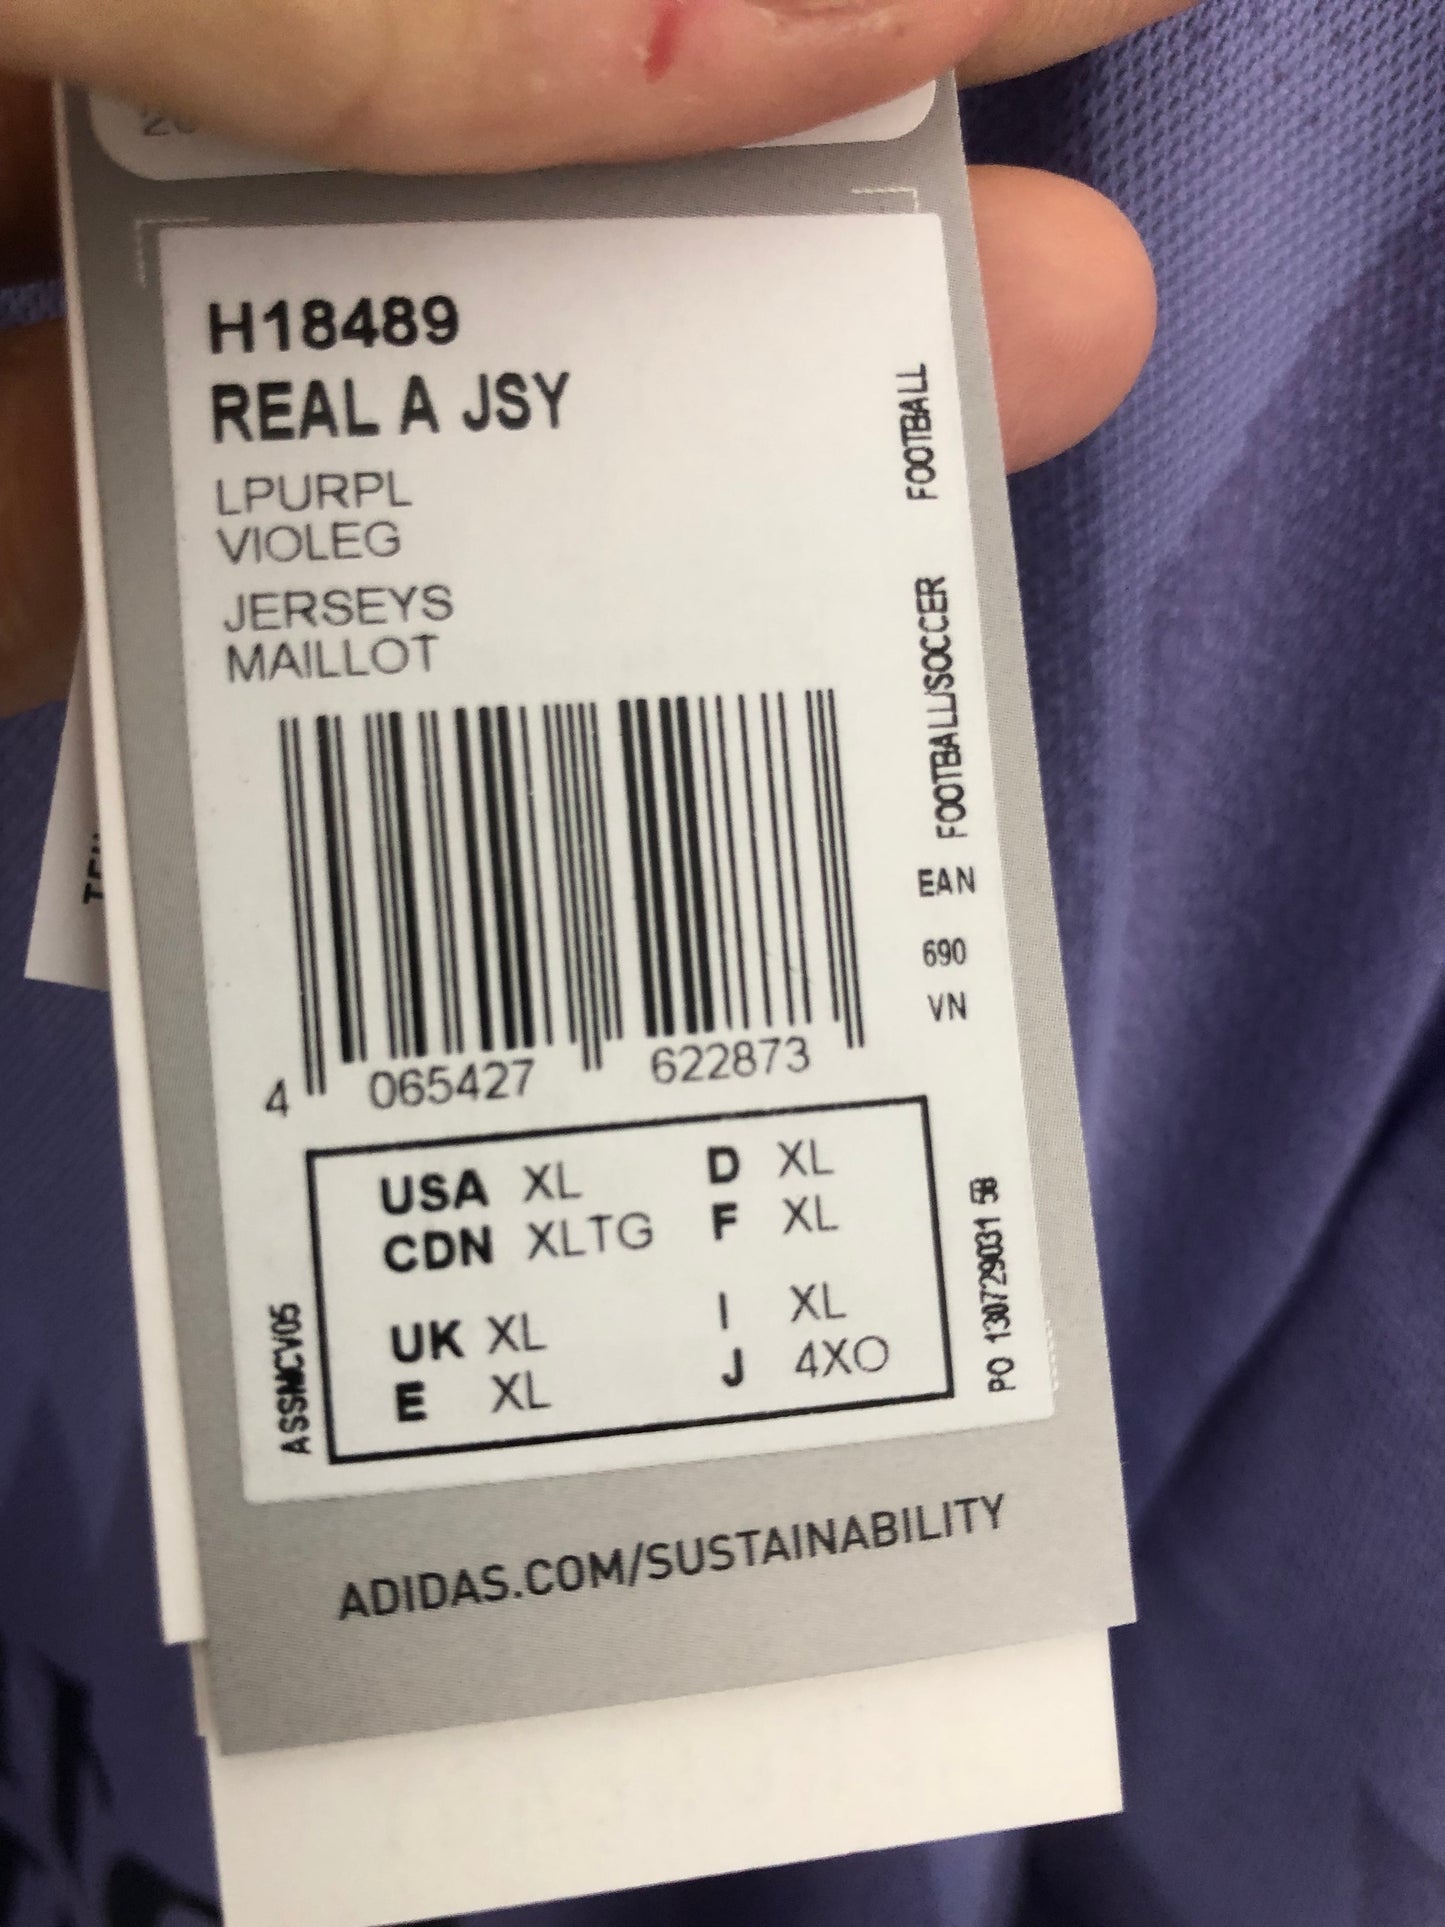 H18489
REAL A JSY
LPURPL
VIOLEG
JERSEYS
MAILLOT
FOOTBALL
FOOTBALL/SOCCER
EAN
690
VN
4 065427 622873
USA XL D XL
CDN XLTG F XL
UK XL I XL
E XL J 4XO
ASSMCV05
PO 130729031
ADIDAS.COM/SUSTAINABILITY